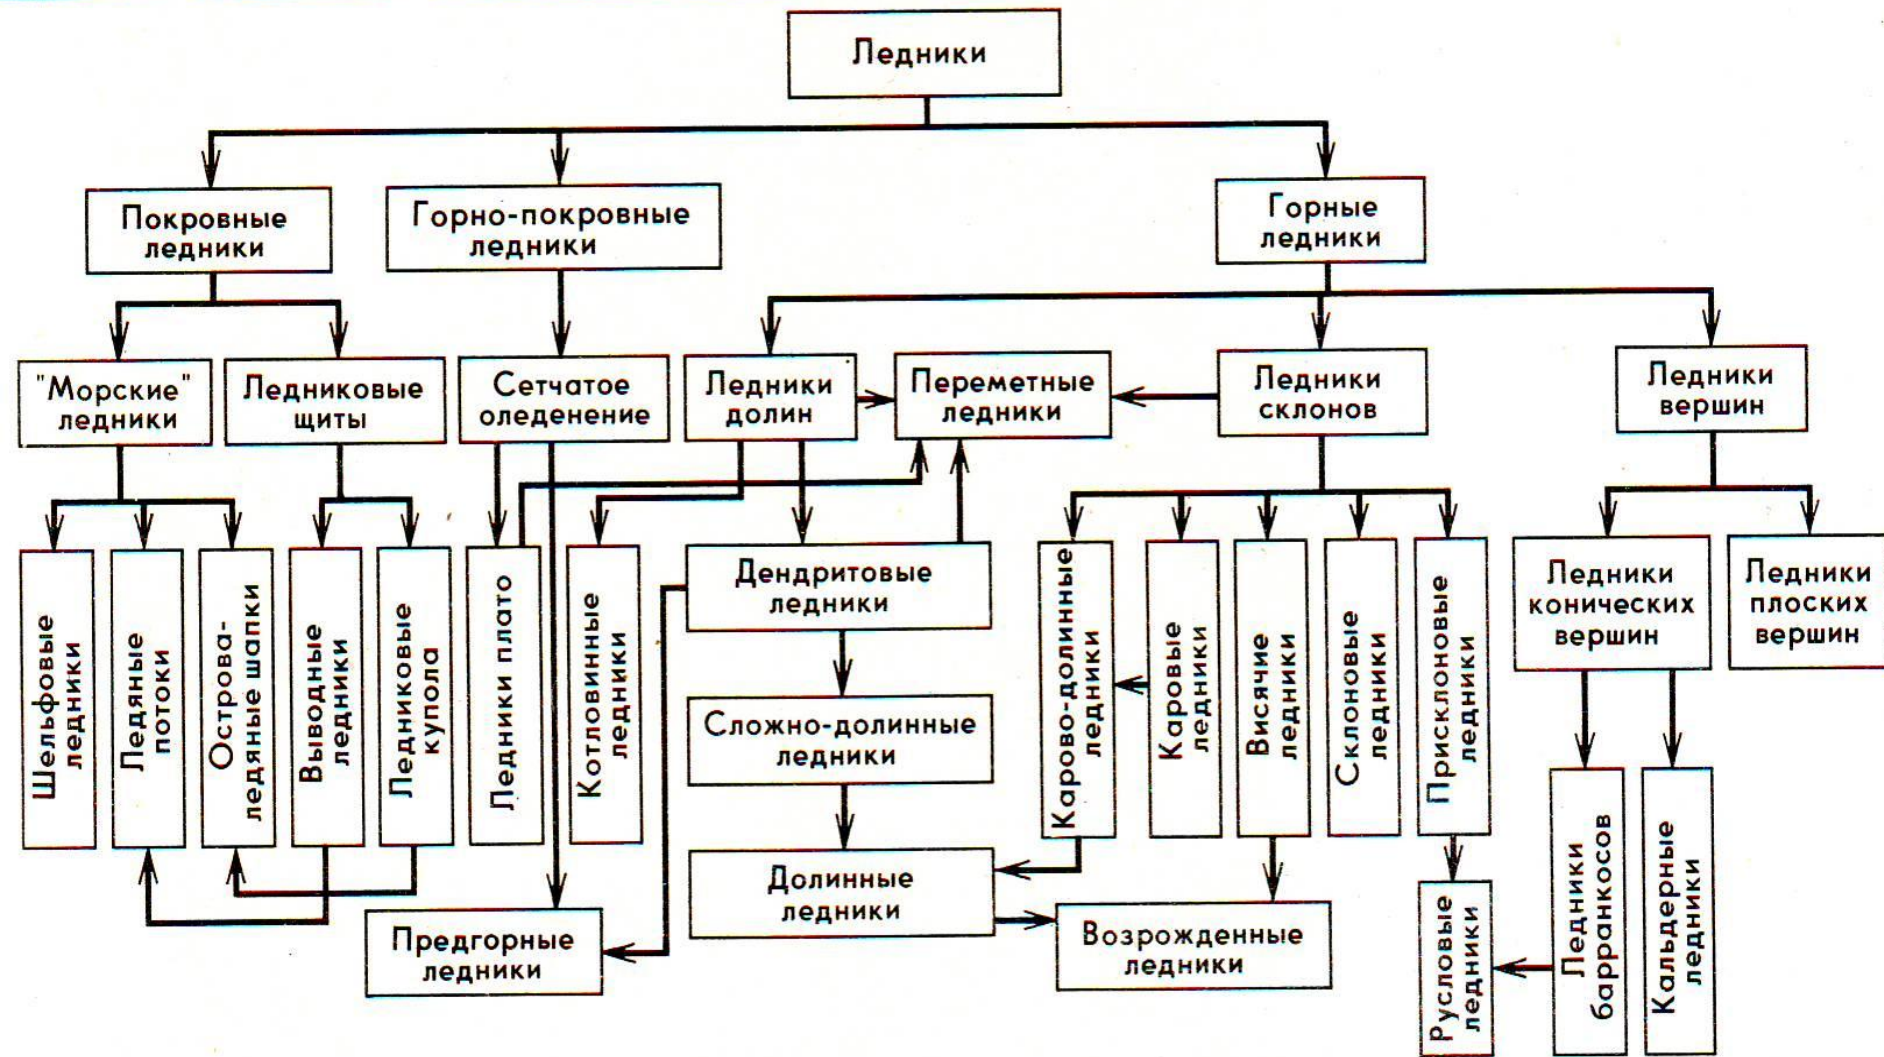 Ледники
Покровные
ледники
Горно-покровные
ледники
Горные
ледники
"Морские"
ледники
Ледниковые
щиты
Сетчатое
оледенение
Ледники
долин
Переметные
ледники
Ледники
склонов
Ледники
вершин
Шельфовые
ледники
Ледяные
потоки
Острова-
ледяные шапки
Выводные
ледники
Ледниковые
купола
Ледники плато
Котловинные
ледники
Дендритовые
ледники
Карово-долинные
ледники
Каровые
ледники
Висячие
ледники
Склоновые
ледники
Присклоновые
ледники
Ледники
конических
вершин
Ледники
плоских
вершин
Сложно-долинные
ледники
Долинные
ледники
Предгорные
ледники
Возрожденные
ледники
Русловые
ледники
Ледники
барранкосов
Кальдерные
ледники